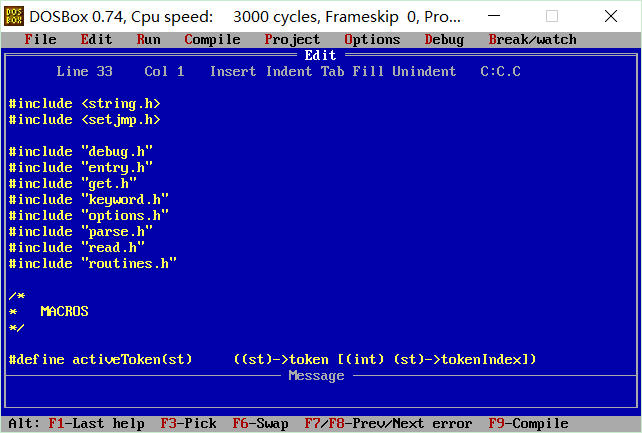 DOSBox 0.74, Cpu speed: 3000 cycles, Frameskip 0, Pro...
File Edit Run Compile Project Options Debug Break/watch
Edit
Line 33 Col 1 Insert Indent Tab Fill Unindent C:C.C
#include <string.h>
#include <setjmp.h>
#include "debug.h"
#include "entry.h"
#include "get.h"
#include "keyword.h"
#include "options.h"
#include "parse.h"
#include "read.h"
#include "routines.h"
/*
* MACROS
*/
#define activeToken(st) ((st)->token [(int) (st)->tokenIndex])
Message
Alt: F1-Last help F3-Pick F6-Swap F7/F8-Prev/Next error F9-Compile